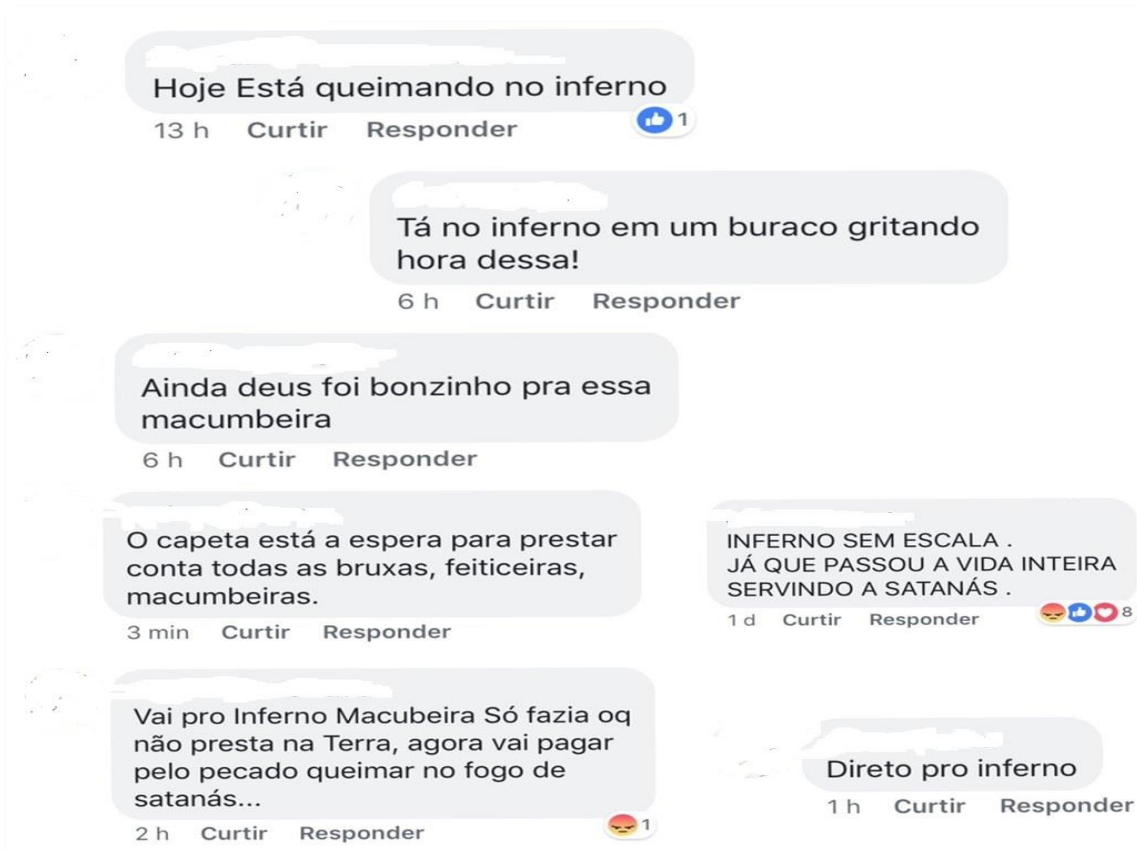 Hoje Está queimando no inferno
13 h Curtir Responder 1
Tá no inferno em um buraco gritando
hora dessa!
6 h Curtir Responder
Ainda deus foi bonzinho pra essa
macumbeira
6 h Curtir Responder
O capeta está a espera para prestar
conta todas as bruxas, feiticeiras,
macumbeiras.
3 min Curtir Responder
INFERNO SEM ESCALA .
JÁ QUE PASSOU A VIDA INTEIRA
SERVINDO A SATANÁS .
1 d Curtir Responder 8
Vai pro Inferno Macubeira Só fazia oq
não presta na Terra, agora vai pagar
pelo pecado queimar no fogo de
satanás...
2 h Curtir Responder 1
Direto pro inferno
1 h Curtir Responder